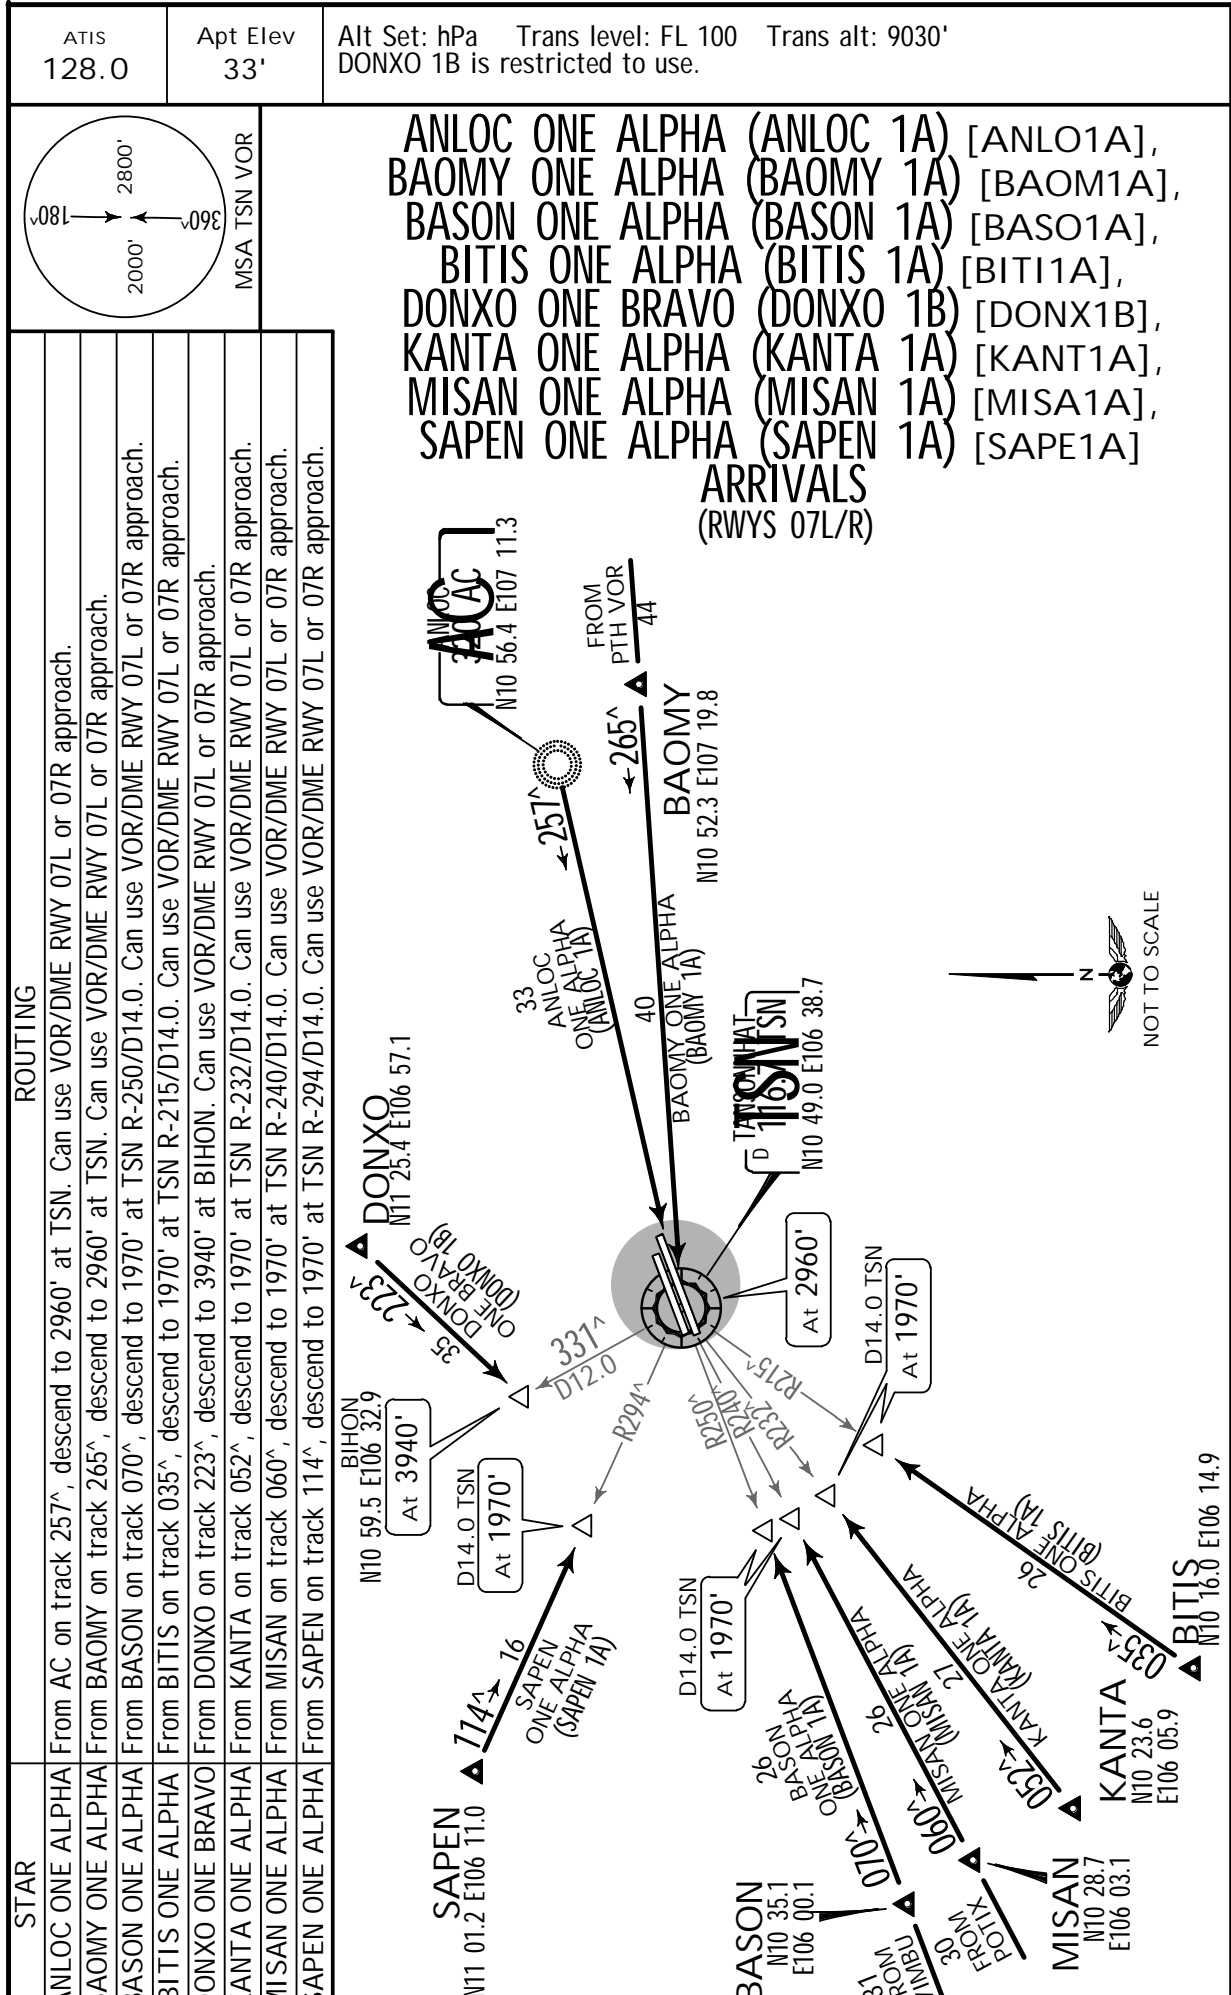 ATIS
128.0
Apt Elev
33'
Alt Set: hPa Trans level: FL 100 Trans alt: 9030'
DONXO 1B is restricted to use.
180^
360^
2800'
2000'
MSA TSN VOR
ANLOC ONE ALPHA (ANLOC 1A) [ANLO1A],
BAOMY ONE ALPHA (BAOMY 1A) [BAOM1A],
BASON ONE ALPHA (BASON 1A) [BASO1A],
BITIS ONE ALPHA (BITIS 1A) [BITI1A],
DONXO ONE BRAVO (DONXO 1B) [DONX1B],
KANTA ONE ALPHA (KANTA 1A) [KANT1A],
MISAN ONE ALPHA (MISAN 1A) [MISA1A],
SAPEN ONE ALPHA (SAPEN 1A) [SAPE1A]
ARRIVALS
(RWYS 07L/R)
STAR ROUTING
NLOC ONE ALPHA From AC on track 257^, descend to 2960' at TSN. Can use VOR/DME RWY 07L or 07R approach.
AOMY ONE ALPHA From BAOMY on track 265^, descend to 2960' at TSN. Can use VOR/DME RWY 07L or 07R approach.
ASON ONE ALPHA From BASON on track 070^, descend to 1970' at TSN R-250/D14.0. Can use VOR/DME RWY 07L or 07R approach.
BITIS ONE ALPHA From BITIS on track 035^, descend to 1970' at TSN R-215/D14.0. Can use VOR/DME RWY 07L or 07R approach.
ONXO ONE BRAVO From DONXO on track 223^, descend to 3940' at BIHON. Can use VOR/DME RWY 07L or 07R approach.
ANTA ONE ALPHA From KANTA on track 052^, descend to 1970' at TSN R-232/D14.0. Can use VOR/DME RWY 07L or 07R approach.
MISAN ONE ALPHA From MISAN on track 060^, descend to 1970' at TSN R-240/D14.0. Can use VOR/DME RWY 07L or 07R approach.
APEN ONE ALPHA From SAPEN on track 114^, descend to 1970' at TSN R-294/D14.0. Can use VOR/DME RWY 07L or 07R approach.
ANLOC
AC
N10 56.4 E107 11.3
FROM
PTH VOR
44
265^
BAOMY
N10 52.3 E107 19.8
257^
33
ANLOC
ONE ALPHA
(ANLOC 1A)
40
BAOMY ONE ALPHA
(BAOMY 1A)
D
TANSONNHAT
TSN
N10 49.0 E106 38.7
N
NOT TO SCALE
DONXO
N11 25.4 E106 57.1
223^
35
DONXO
ONE BRAVO
(DONXO 1B)
331^
D12.0
BIHON
N10 59.5 E106 32.9
At 3940'
At 2960'
D14.0 TSN
At 1970'
R294^
R250^
R240^
R232^
R215^
D14.0 TSN
At 1970'
D14.0 TSN
At 1970'
114^
16
SAPEN
ONE ALPHA
(SAPEN 1A)
SAPEN
N11 01.2 E106 11.0
26
BASON
ONE ALPHA
(BASON 1A)
070^
BASON
N10 35.1
E106 00.1
26
MISAN ONE ALPHA
(MISAN 1A)
060^
30
FROM
POTIX
MISAN
N10 28.7
E106 03.1
27
KANTA ONE ALPHA
(KANTA 1A)
052^
KANTA
N10 23.6
E106 05.9
26
BITIS ONE ALPHA
(BITIS 1A)
035^
BITIS
N10 16.0 E106 14.9